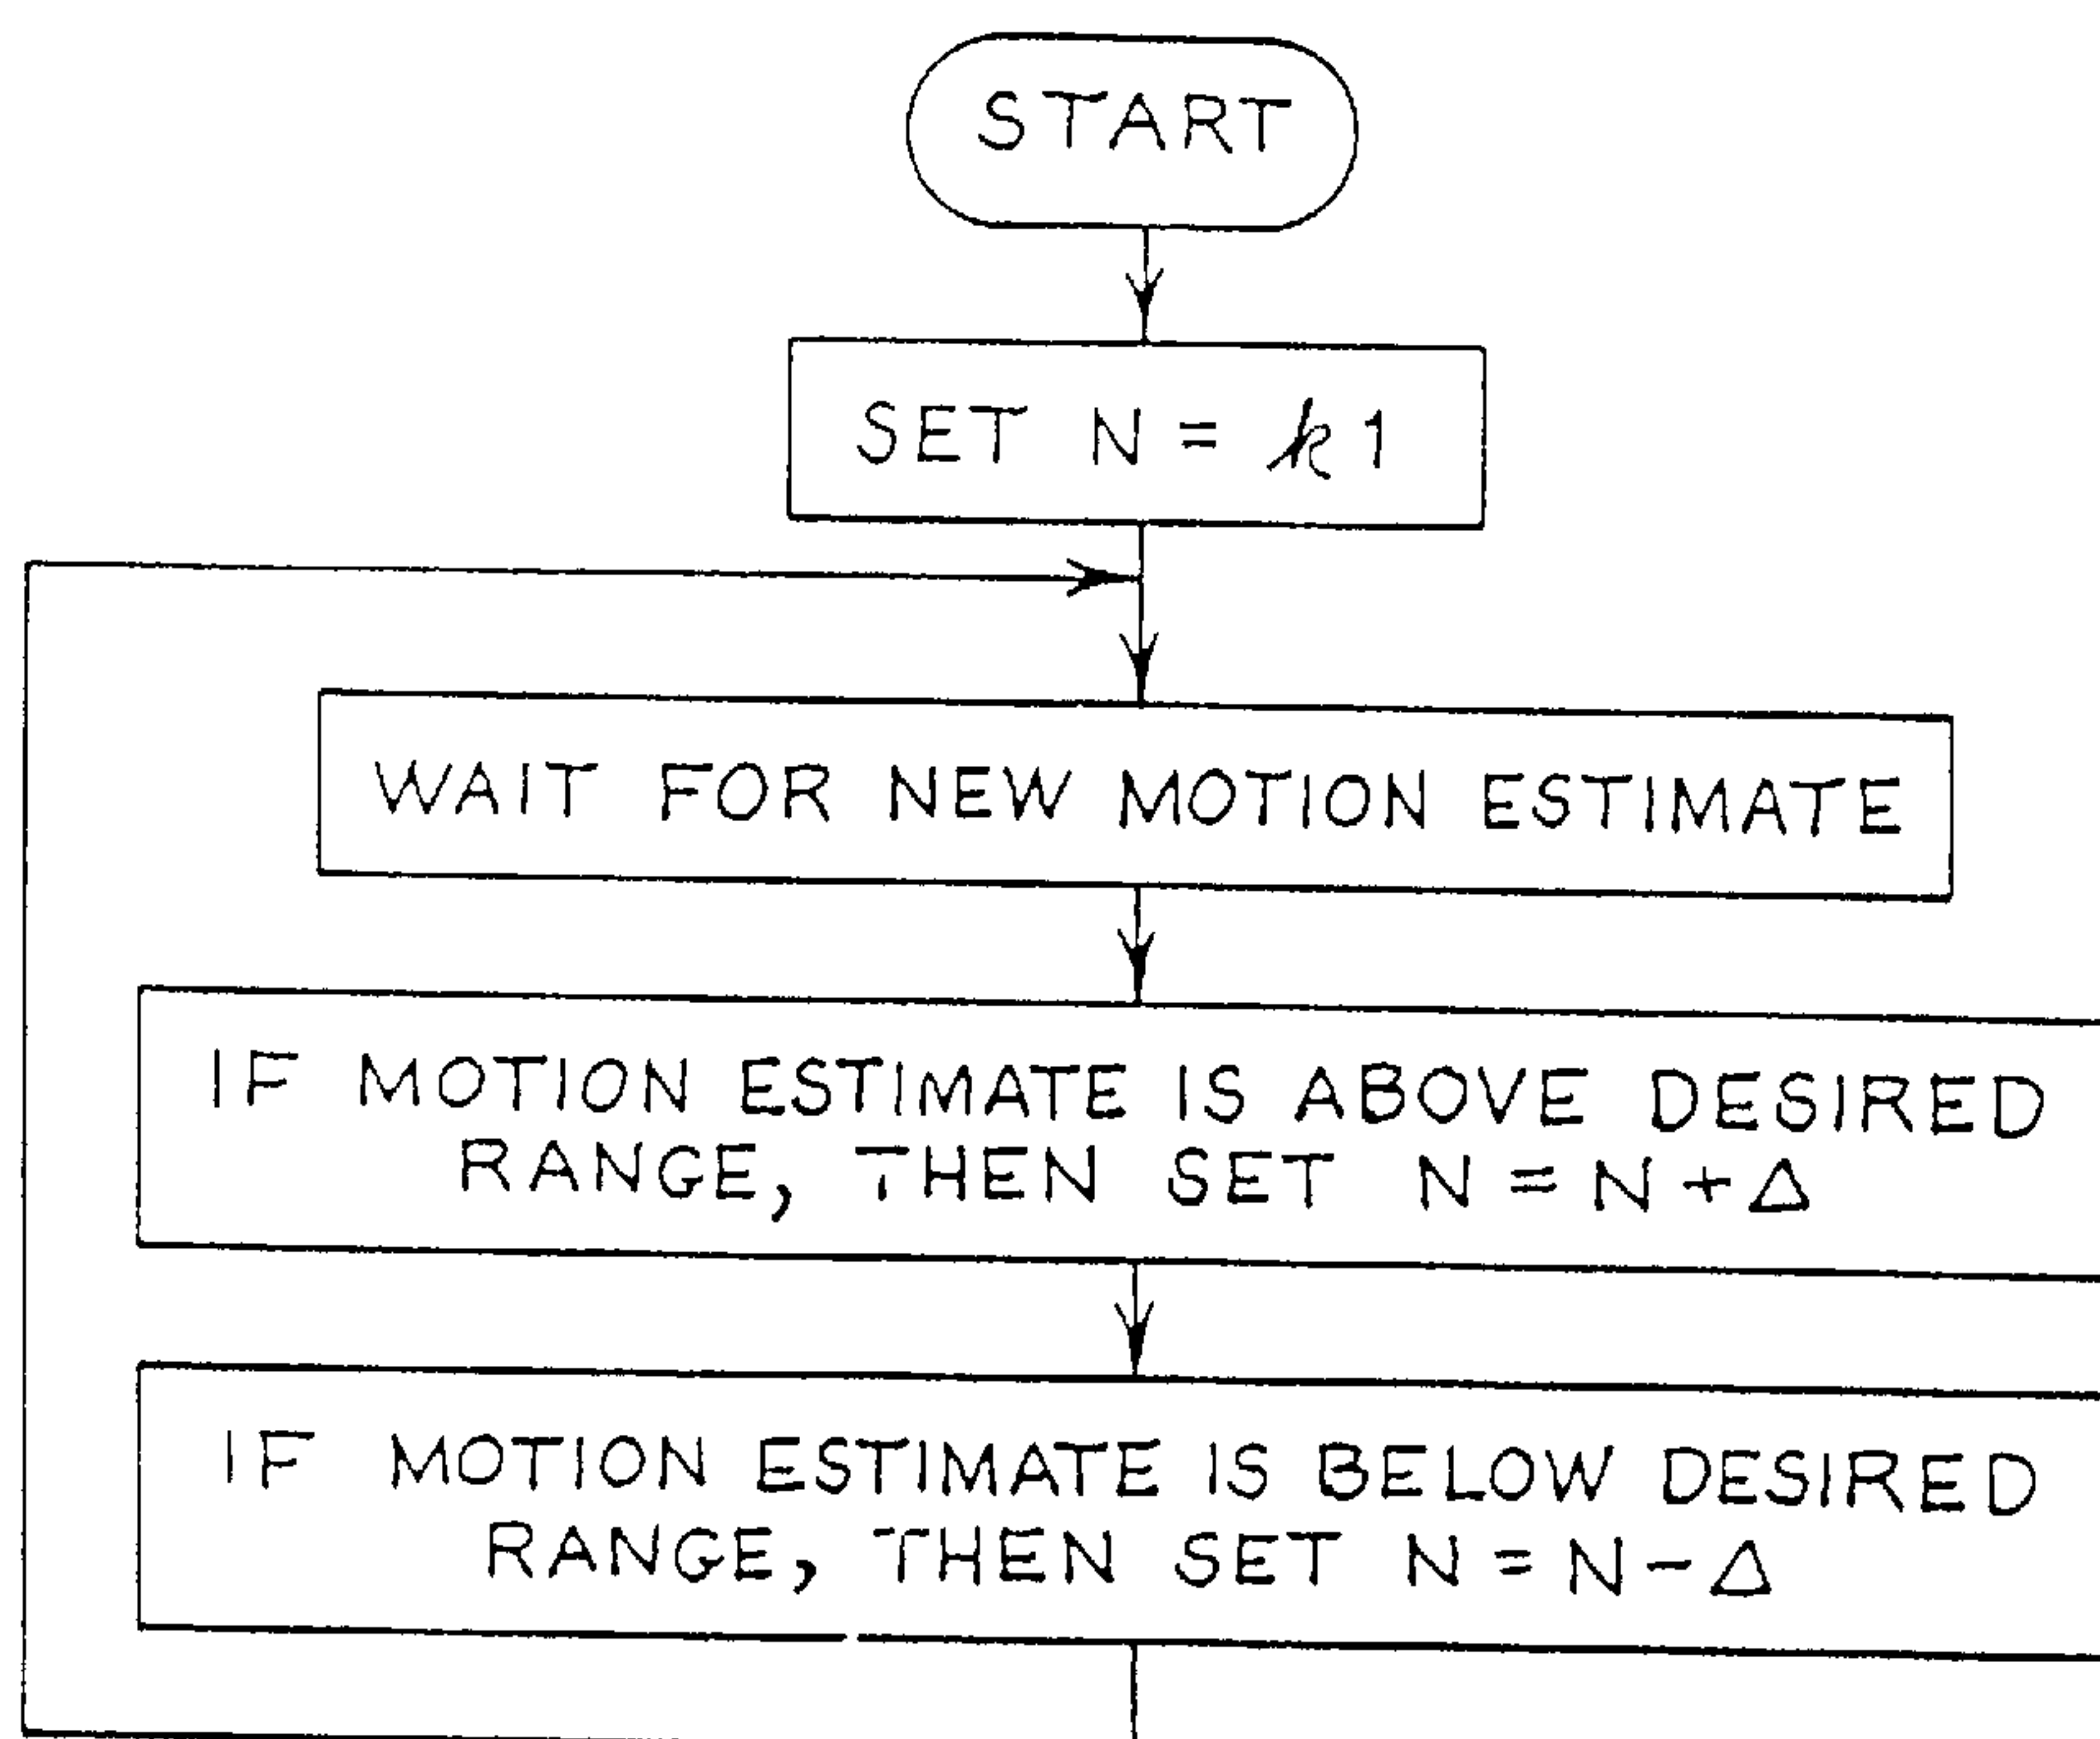 START
SET N = k1
WAIT FOR NEW MOTION ESTIMATE
IF MOTION ESTIMATE IS ABOVE DESIRED
RANGE, THEN SET N = N + Δ
IF MOTION ESTIMATE IS BELOW DESIRED
RANGE, THEN SET N = N - Δ